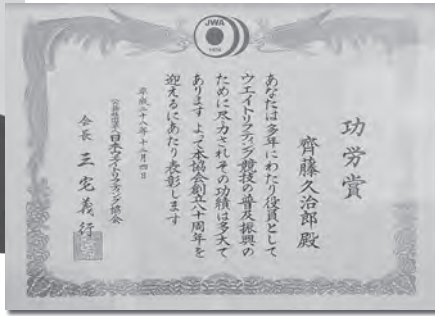 JWA
功労賞
齊藤久治郎殿
あなたは多年にわたり役員として
ウエイトリフティング競技の普及振興の
ために尽力されその功績は多大で
あります よって本協会創立八十周年を
迎えるにあたり表彰します
平成二十八年十二月四日
公益社団法人日本ウエイトリフティング協会
会長 三宅義行